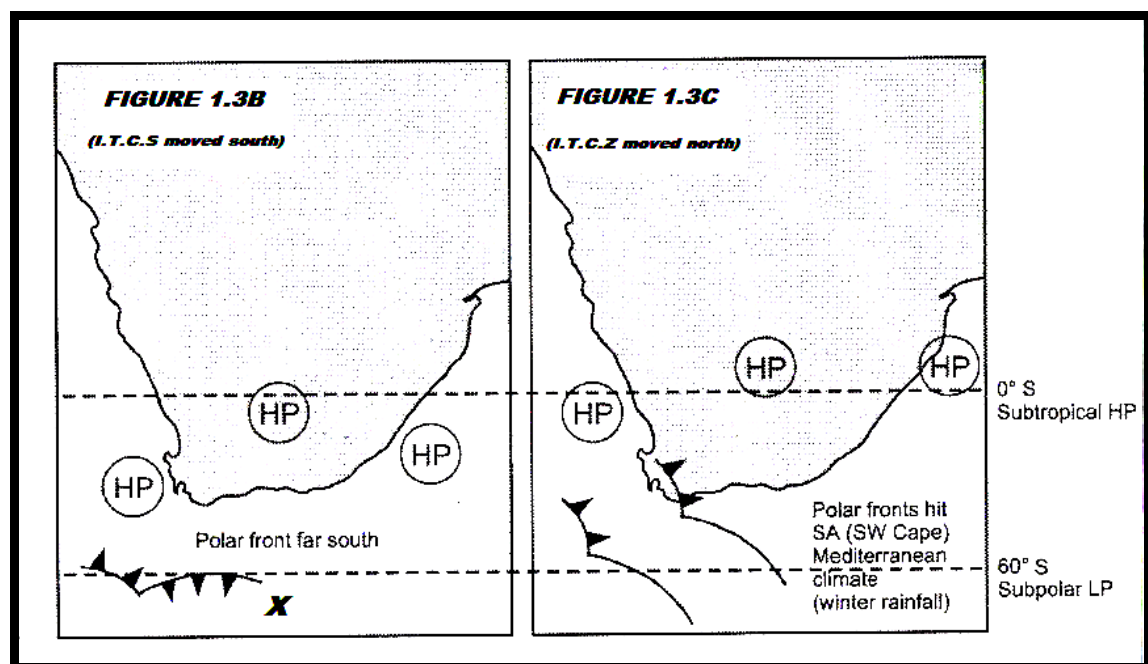 FIGURE 1.3B
(I.T.C.S moved south)
HP
HP
HP
Polar front far south
X
FIGURE 1.3C
(I.T.C.Z moved north)
HP
HP
HP
Polar fronts hit
SA (SW Cape)
Mediterranean
climate
(winter rainfall)
0° S
Subtropical HP
60° S
Subpolar LP